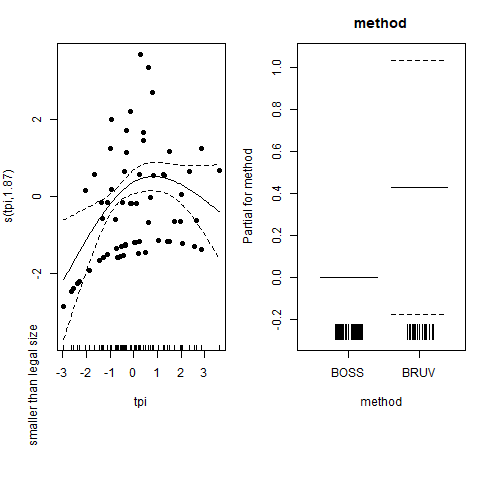 method
s(tpi,1.87)
smaller than legal size
2
0
-2
-3
-2
-1
0
1
2
3
tpi
Partial for method
1.0
0.8
0.6
0.4
0.2
0.0
-0.2
BOSS
BRUV
method